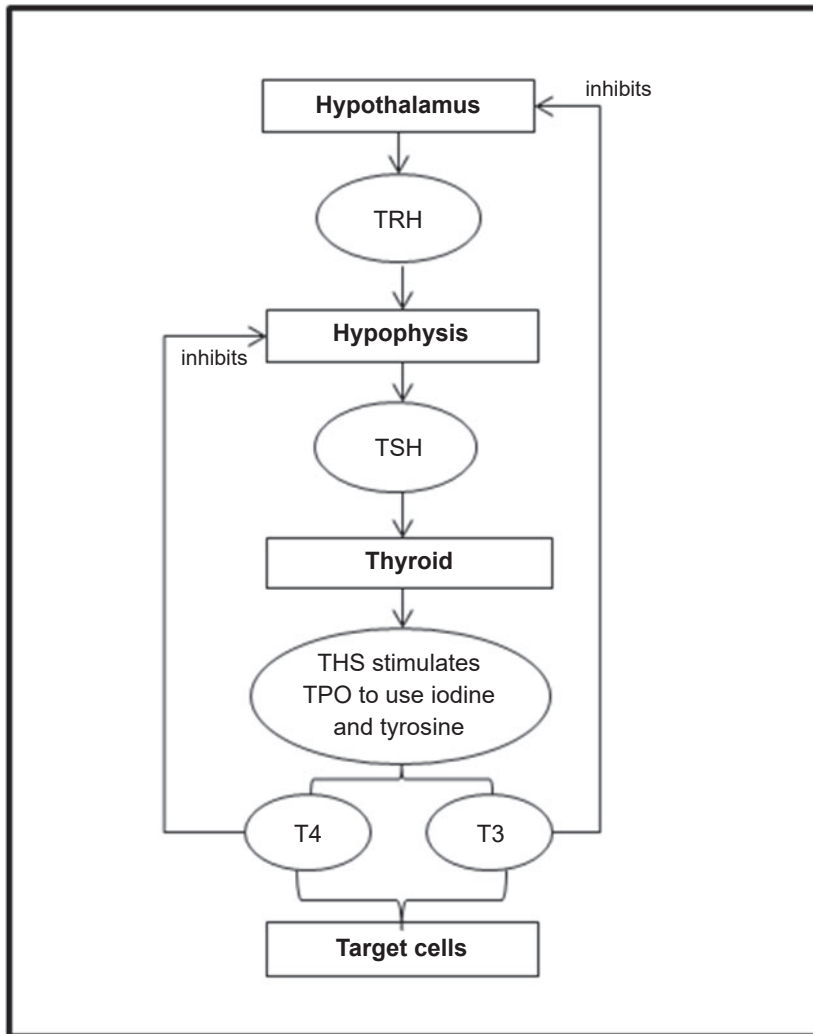 inhibits
Hypothalamus
TRH
Hypophysis
inhibits
TSH
Thyroid
THS stimulates
TPO to use iodine
and tyrosine
T4
T3
Target cells